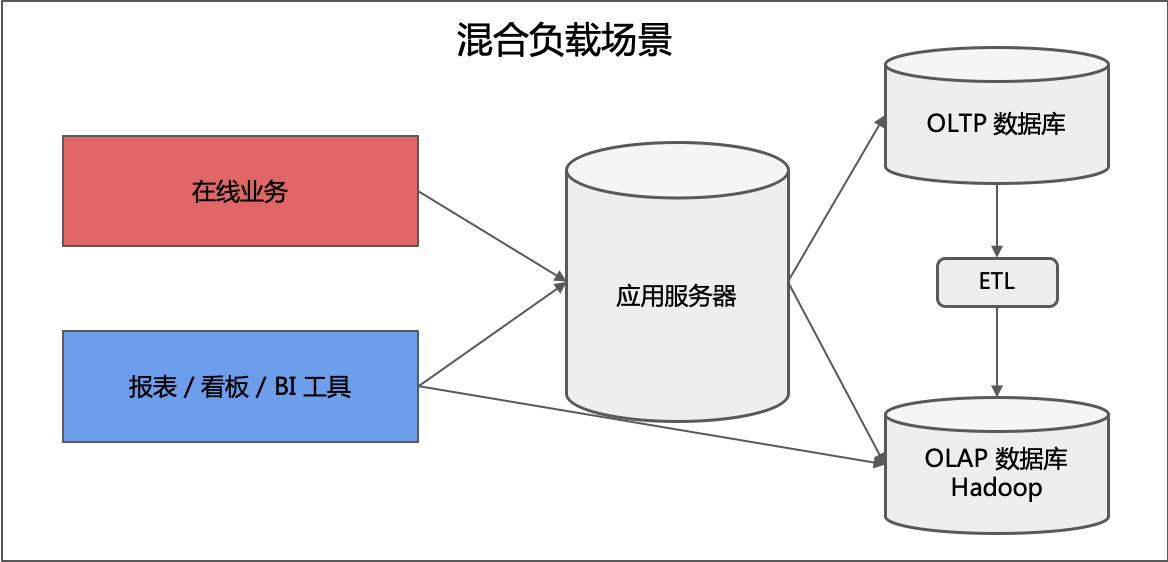 混合负载场景
在线业务
报表 / 看板 / BI 工具
应用服务器
OLTP 数据库
ETL
OLAP 数据库
Hadoop